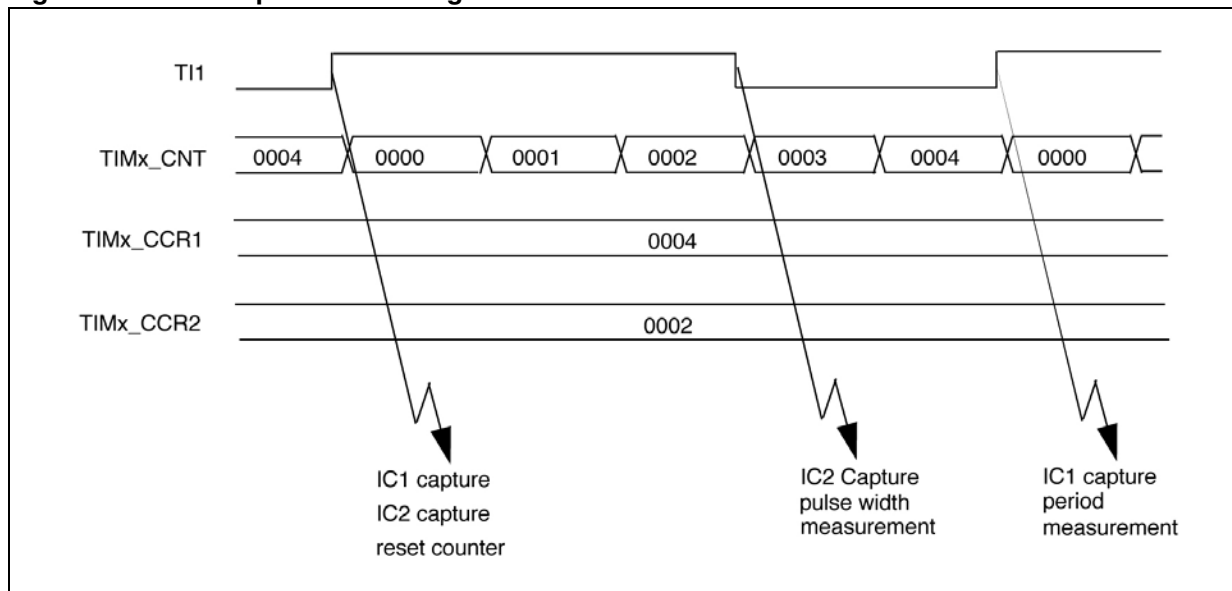 TI1
TIMx_CNT 0004 0000 0001 0002 0003 0004 0000
TIMx_CCR1 0004
TIMx_CCR2 0002
IC1 capture
IC2 capture
reset counter
IC2 Capture
pulse width
measurement
IC1 capture
period
measurement